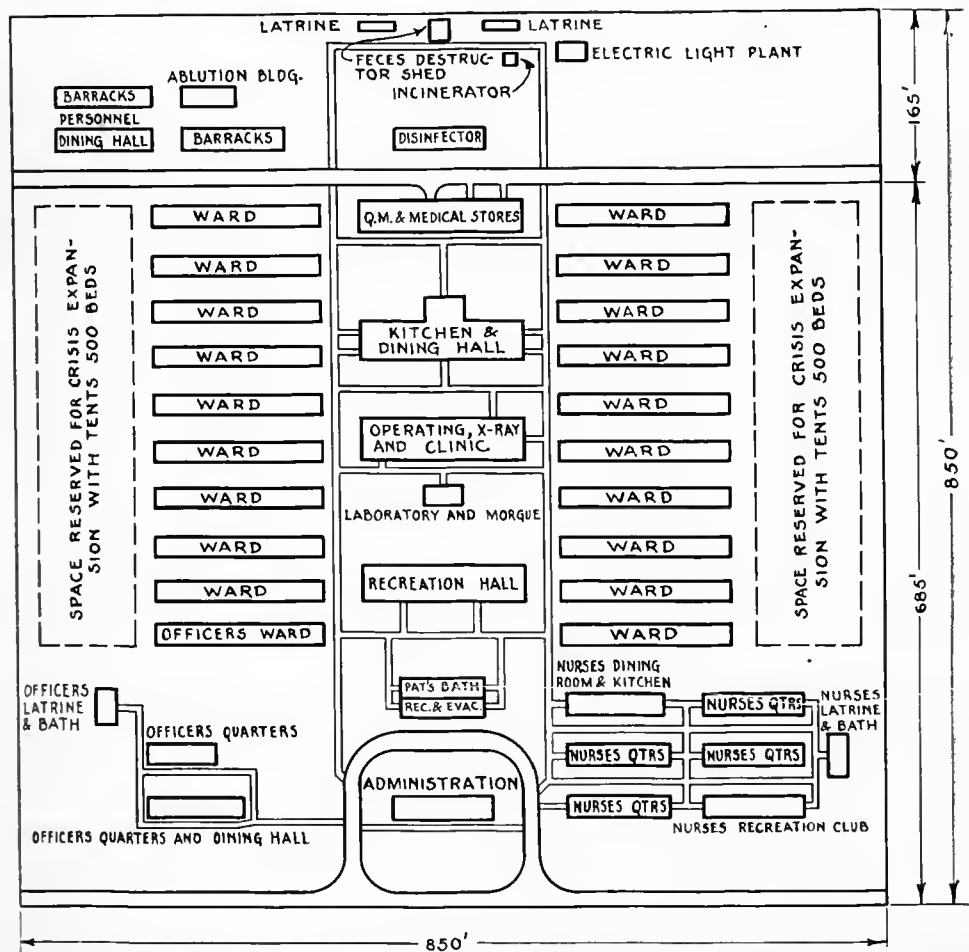 LATRINE
LATRINE
FECES DESTRUC-
TOR SHED
INCINERATOR
ELECTRIC LIGHT PLANT
ABLUTION BLDG.
BARRACKS
PERSONNEL
DINING HALL
BARRACKS
DISINFECTOR
165'
Q.M. & MEDICAL STORES
SPACE RESERVED FOR CRISIS EXPAN-
SION WITH TENTS 500 BEDS
WARD
WARD
WARD
WARD
WARD
WARD
WARD
WARD
WARD
OFFICERS WARD
KITCHEN &
DINING HALL
OPERATING, X-RAY
AND CLINIC
LABORATORY AND MORGUE
RECREATION HALL
PAT'S BATH
REC. & EVAC.
WARD
WARD
WARD
WARD
WARD
WARD
WARD
WARD
WARD
WARD
SPACE RESERVED FOR CRISIS EXPAN-
SION WITH TENTS 500 BEDS
685'
850'
OFFICERS
LATRINE
& BATH
OFFICERS QUARTERS
OFFICERS QUARTERS AND DINING HALL
ADMINISTRATION
NURSES DINING
ROOM & KITCHEN
NURSES QTRS
NURSES
LATRINE
& BATH
NURSES QTRS
NURSES QTRS
NURSES QTRS
NURSES RECREATION CLUB
850'